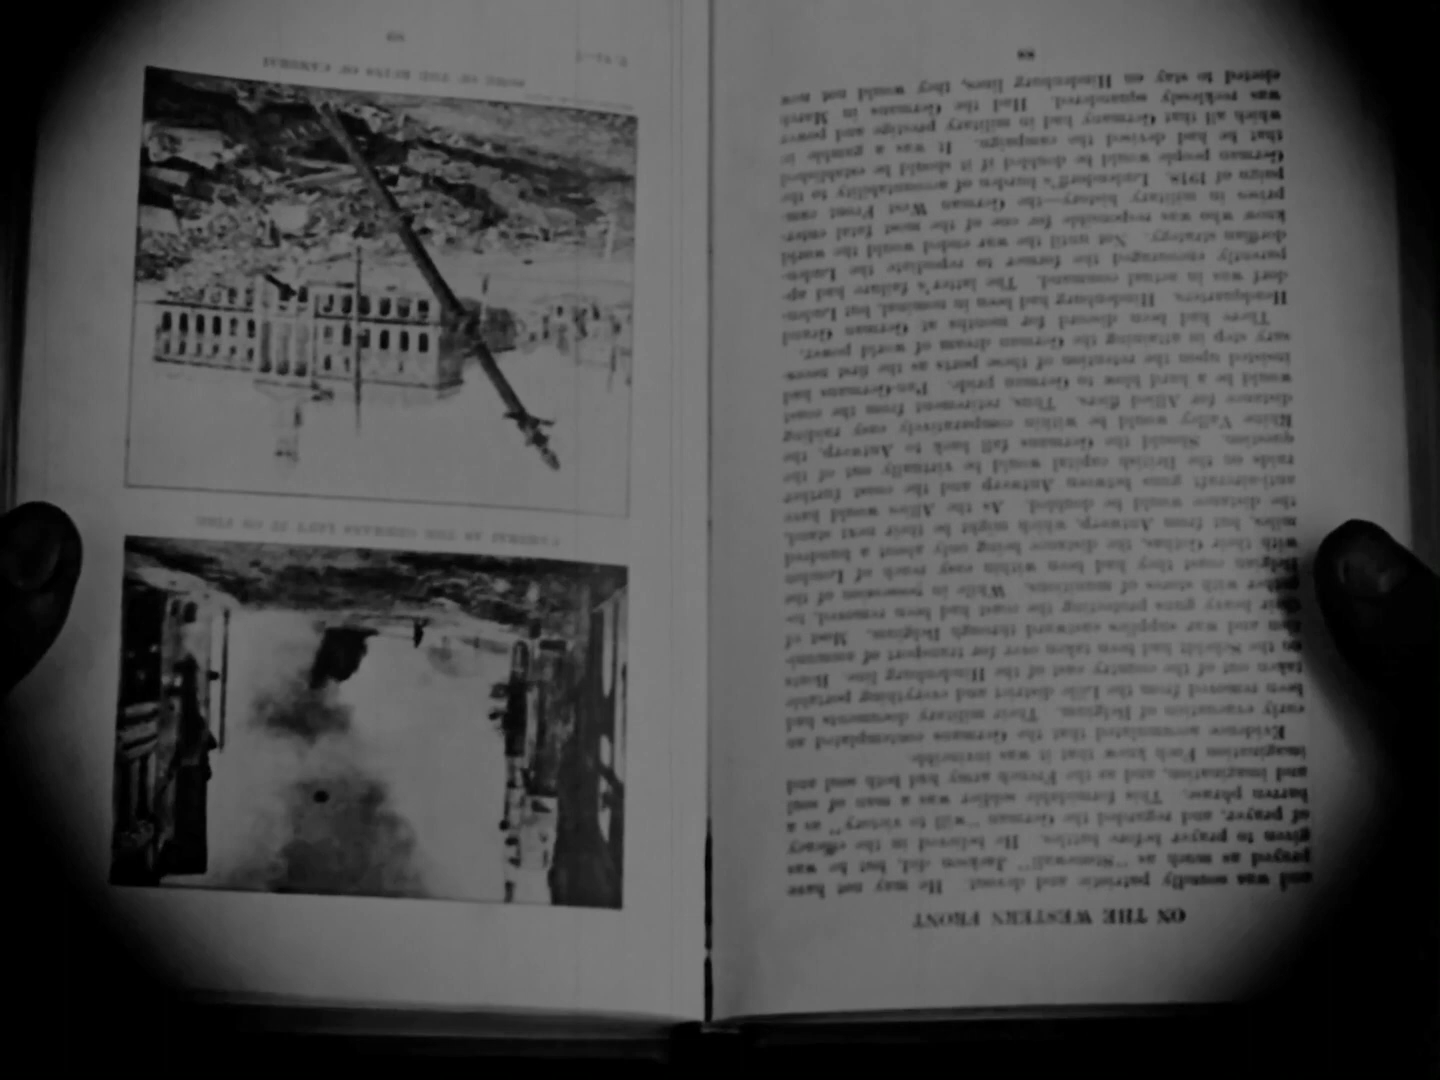 ON THE WESTERN FRONT
and was soundly patriotic and devout. He may not have
prayed as much as "Stonewall" Jackson did, but he was
given to prayer before battles. He believed in the efficacy
of prayer, and regarded the German "will to victory" as a
barren phrase. This formidable soldier was a man of soul
and imagination, and as the French army had both soul and
imagination Foch knew that it was invincible.
Evidence accumulated that the Germans contemplated an
early evacuation of Belgium. Their military documents had
been removed from the Lille district and everything portable
taken out of the country east of the Hindenburg line. Boats
on the Scheldt had been taken over for transport of ammuni-
tion and war supplies eastward through Belgium. Most of
their heavy guns protecting the coast had been removed, to-
gether with stores of munitions. While in possession of the
Belgian coast they had been within easy reach of London
with their Gothas, the distance being only about a hundred
miles, but from Antwerp, which might be their next stand,
the distance would be doubled. As the Allies would have
anti-aircraft guns between Antwerp and the coast further
raids on the British capital would be virtually out of the
question. Should the Germans fall back to Antwerp, the
Rhine Valley would be within comparatively easy raiding
distance for Allied fliers. Thus, retirement from the coast
would be a hard blow to German pride. Pan-Germans had
insisted upon the retention of these ports as the first neces-
sary step in attaining the German dream of world power.
There had been discord for months at German Grand
Headquarters. Hindenburg had been in nominal, but Luden-
dorf was in actual command. The latter's failure had ap-
parently encouraged the former to repudiate the Luden-
dorffian strategy. Not until the war ended would the world
know who was responsible for one of the most fatal enter-
prises in military history—the German West Front cam-
paign of 1918. Ludendorff's burden of accountability to the
German people would be doubled if it should be established
that he had devised the campaign. It was a gamble in
which all that Germany had in military prestige and power
was recklessly squandered. Had the Germans in March
elected to stay on Hindenburg lines, they would not now
88
CAMBRAI AS THE GERMANS LEFT IT ON FIRE
SOME OF THE RUINS OF CAMBRAI
89